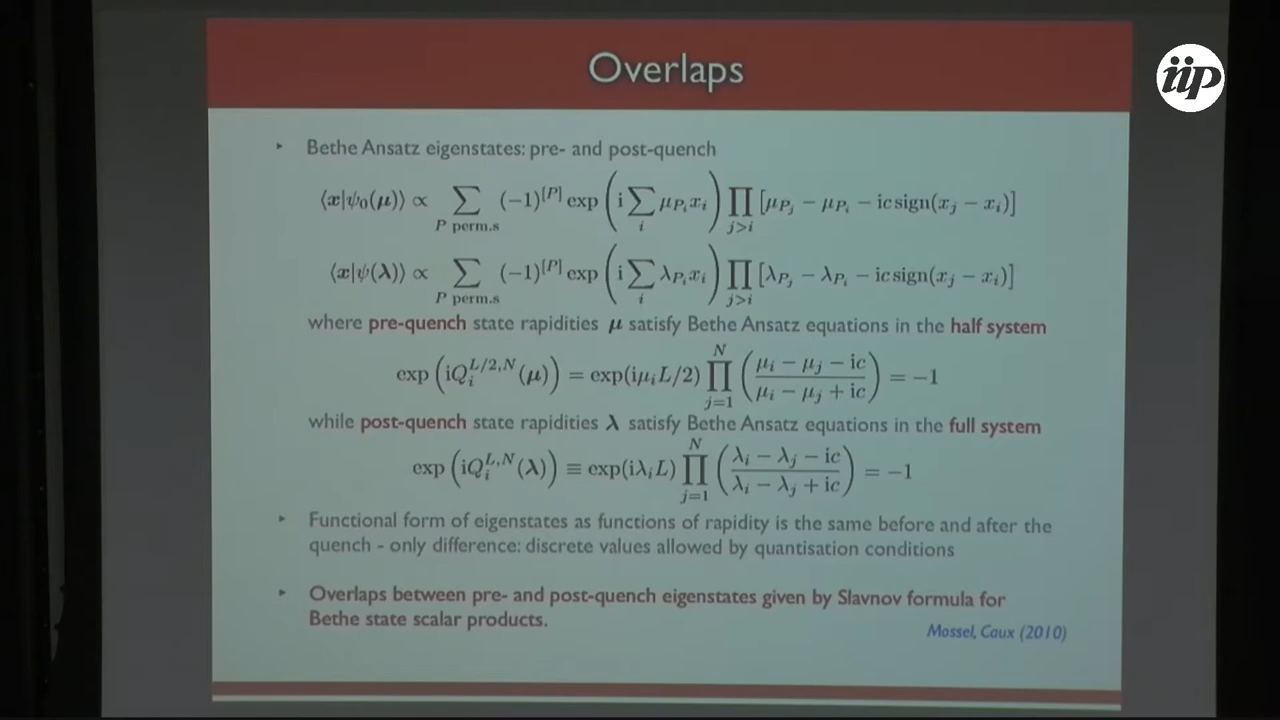 Overlaps
iip
‣ Bethe Ansatz eigenstates: pre- and post-quench
⟨x|ψ₀(μ)⟩ ∝ ∑_{P perm.s} (−1)^{[P]} exp(i∑_i μ_{P_i} x_i) ∏_{j>i} [μ_{P_j} − μ_{P_i} − ic sign(x_j − x_i)]
⟨x|ψ(λ)⟩ ∝ ∑_{P perm.s} (−1)^{[P]} exp(i∑_i λ_{P_i} x_i) ∏_{j>i} [λ_{P_j} − λ_{P_i} − ic sign(x_j − x_i)]
where pre-quench state rapidities μ satisfy Bethe Ansatz equations in the half system
exp(iQ_i^{L/2,N}(μ)) = exp(iμ_i L/2) ∏_{j=1}^{N} ((μ_i − μ_j − ic)/(μ_i − μ_j + ic)) = −1
while post-quench state rapidities λ satisfy Bethe Ansatz equations in the full system
exp(iQ_i^{L,N}(λ)) ≡ exp(iλ_i L) ∏_{j=1}^{N} ((λ_i − λ_j − ic)/(λ_i − λ_j + ic)) = −1
‣ Functional form of eigenstates as functions of rapidity is the same before and after the
quench - only difference: discrete values allowed by quantisation conditions
‣ Overlaps between pre- and post-quench eigenstates given by Slavnov formula for
Bethe state scalar products.
Mossel, Caux (2010)